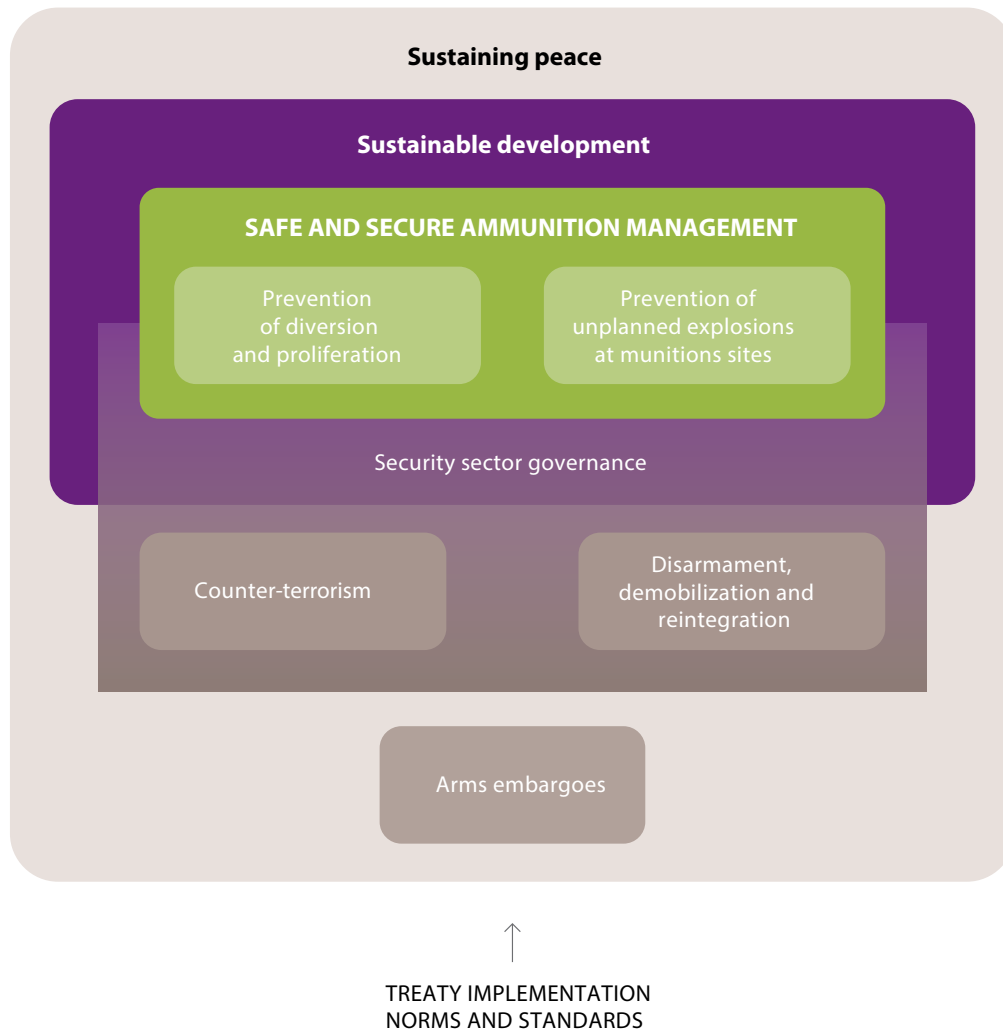 Sustaining peace
Sustainable development
SAFE AND SECURE AMMUNITION MANAGEMENT
Prevention
of diversion
and proliferation
Prevention of
unplanned explosions
at munitions sites
Security sector governance
Counter-terrorism
Disarmament,
demobilization and
reintegration
Arms embargoes
TREATY IMPLEMENTATION
NORMS AND STANDARDS